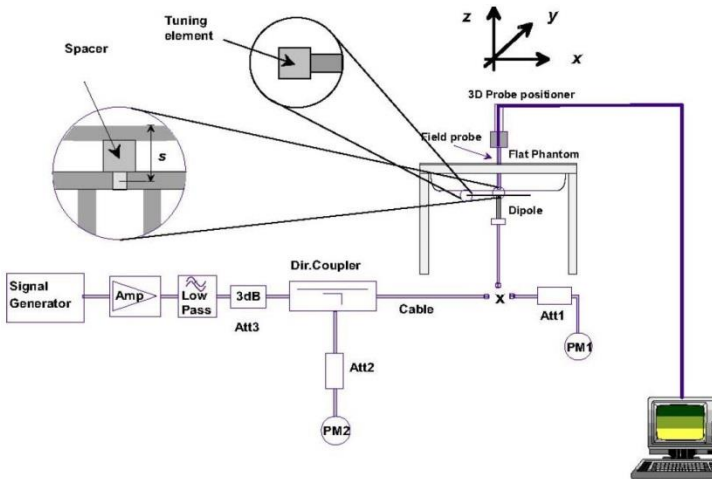 Tuning
element
Spacer
s
z
y
x
3D Probe positioner
Field probe
Flat Phantom
Dipole
Signal
Generator
Amp
Low
Pass
3dB
Att3
Dir.Coupler
Cable
x
Att1
PM1
Att2
PM2